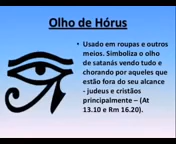 Olho de Hórus
• Usado em roupas e outros
meios. Simboliza o olho
de satanás vendo tudo e
chorando por aqueles que
estão fora do seu alcance
- judeus e cristãos
principalmente – (At
13.10 e Rm 16.20).